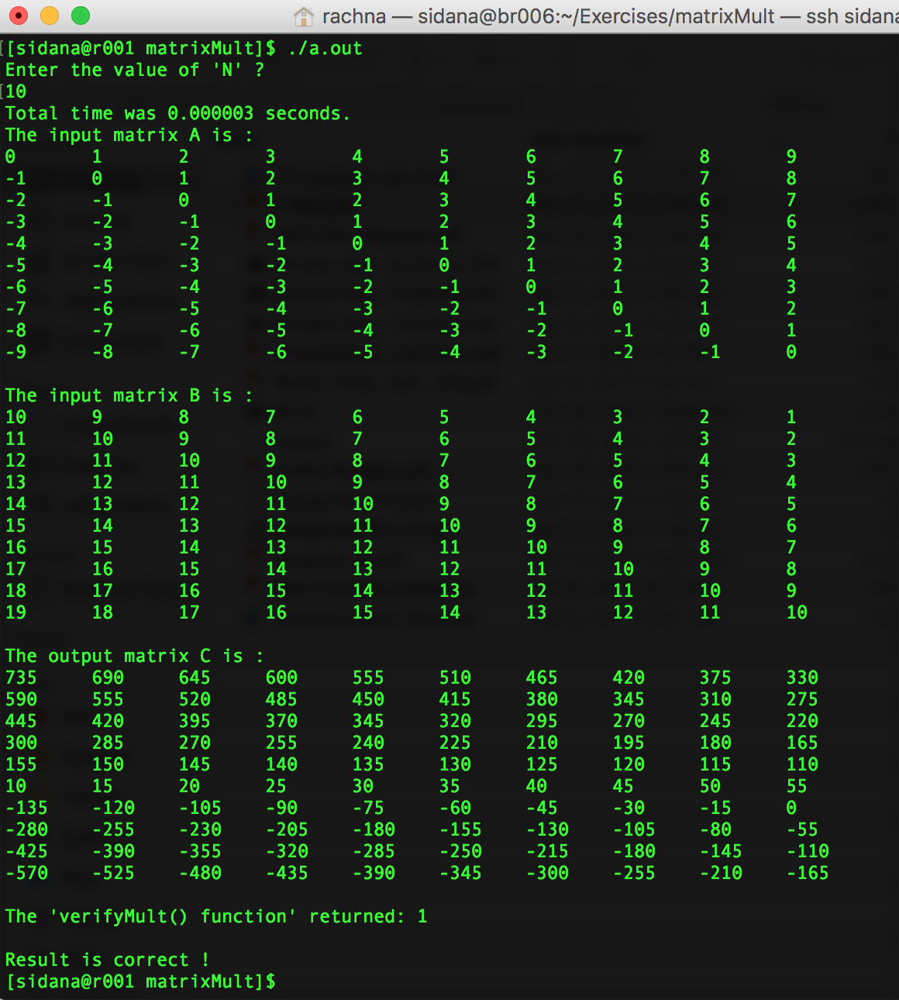 rachna — sidana@br006:~/Exercises/matrixMult — ssh sidana
[sidana@r001 matrixMult]$ ./a.out
Enter the value of 'N' ?
10
Total time was 0.000003 seconds.
The input matrix A is :
0 1 2 3 4 5 6 7 8 9
-1 0 1 2 3 4 5 6 7 8
-2 -1 0 1 2 3 4 5 6 7
-3 -2 -1 0 1 2 3 4 5 6
-4 -3 -2 -1 0 1 2 3 4 5
-5 -4 -3 -2 -1 0 1 2 3 4
-6 -5 -4 -3 -2 -1 0 1 2 3
-7 -6 -5 -4 -3 -2 -1 0 1 2
-8 -7 -6 -5 -4 -3 -2 -1 0 1
-9 -8 -7 -6 -5 -4 -3 -2 -1 0
The input matrix B is :
10 9 8 7 6 5 4 3 2 1
11 10 9 8 7 6 5 4 3 2
12 11 10 9 8 7 6 5 4 3
13 12 11 10 9 8 7 6 5 4
14 13 12 11 10 9 8 7 6 5
15 14 13 12 11 10 9 8 7 6
16 15 14 13 12 11 10 9 8 7
17 16 15 14 13 12 11 10 9 8
18 17 16 15 14 13 12 11 10 9
19 18 17 16 15 14 13 12 11 10
The output matrix C is :
735 690 645 600 555 510 465 420 375 330
590 555 520 485 450 415 380 345 310 275
445 420 395 370 345 320 295 270 245 220
300 285 270 255 240 225 210 195 180 165
155 150 145 140 135 130 125 120 115 110
10 15 20 25 30 35 40 45 50 55
-135 -120 -105 -90 -75 -60 -45 -30 -15 0
-280 -255 -230 -205 -180 -155 -130 -105 -80 -55
-425 -390 -355 -320 -285 -250 -215 -180 -145 -110
-570 -525 -480 -435 -390 -345 -300 -255 -210 -165
The 'verifyMult() function' returned: 1
Result is correct !
[sidana@r001 matrixMult]$